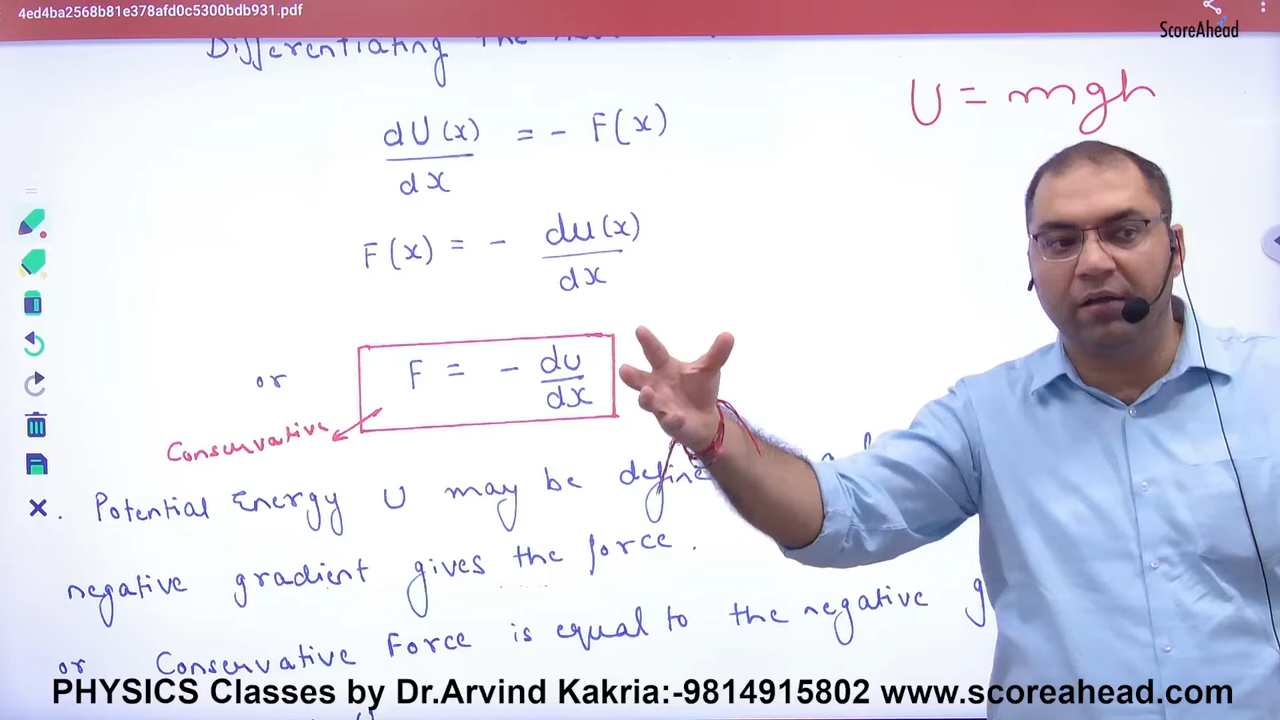 4ed4ba2568b81e378afd0c5300bdb931.pdf
ScoreAhead
Differentiating The
U = mgh
dU(x)/dx = - F(x)
F(x) = - du(x)/dx
or F = - du/dx
Conservative
. Potential Energy U may be define
negative gradient gives the force.
or Conservative Force is equal to the negative g
PHYSICS Classes by Dr.Arvind Kakria:-9814915802 www.scoreahead.com